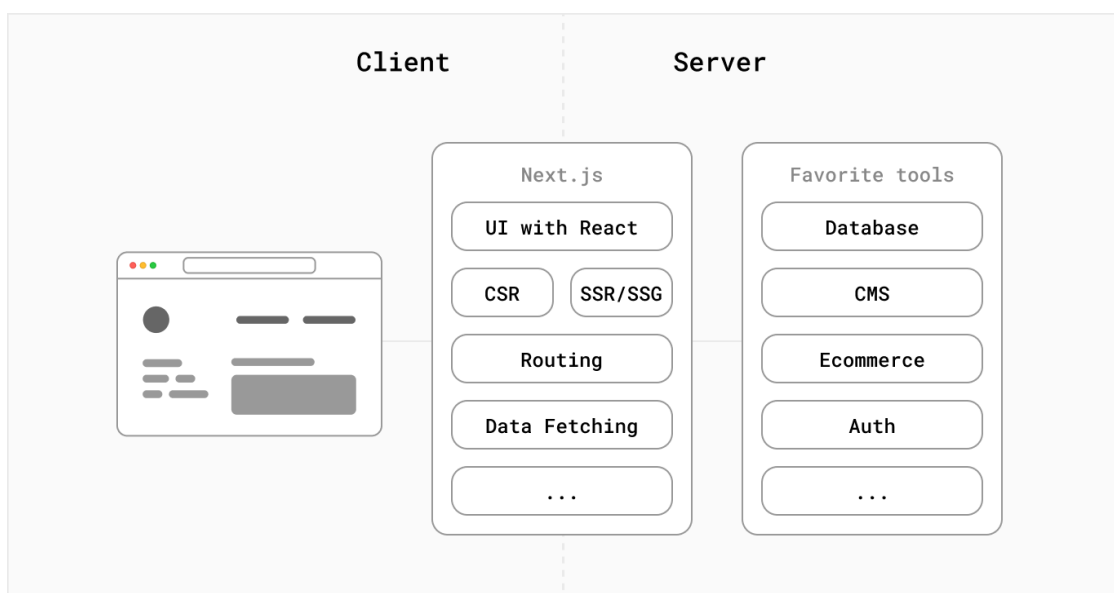 Client
Server
Next.js
UI with React
CSR
SSR/SSG
Routing
Data Fetching
...
Favorite tools
Database
CMS
Ecommerce
Auth
...